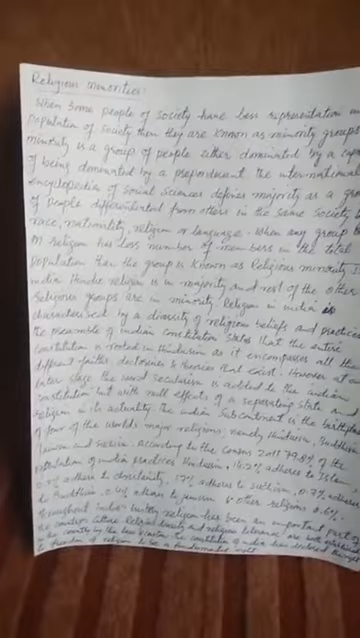 Religious minorities:
When some people of society have less representation in
population of society then they are known as minority groups
minority is a group of people either dominated by a
of being dominated by a preponderant the international
encyclopedia of Social Sciences defines majority as a
of people differentiated from others in the same society
race, nationality, religion or language. When any group
religion has less number of members in the total
population then the group is known as Religious minority
india Hindu religion is in majority and rest of the other
religious groups are in minority. Religion in india is
characterised by a diversity of religious beliefs and practices
the preamble of indian constitution states that the entire
constitution is rooted in Hinduism as it encompasses all the
different faiths, doctrines & theories that exist. However at
later stage the word secularism is added to the indian
constitution but with null effects of a separating state and
religion in its actuality. the indian Subcontinent is the birthplace
of four of the worlds major religions, namely Hinduism, Buddhism
Jainism and Sikhism. According to the Census 2011 79.8% of the
population of india practices Hinduism, 14.2% adheres to Islam
adheres to christianity, 1.7% adheres to Sikhism, 0.7% adheres
to Buddhism, 0.4% adheres to jainism & other religions 0.6%.
throughout india's history religion has been an important part of
the country's culture. Religious diversity and religious tolerance are both established
in the country by the law & custom. the constitution of india has declared the right
to freedom of religion to be a fundamental right